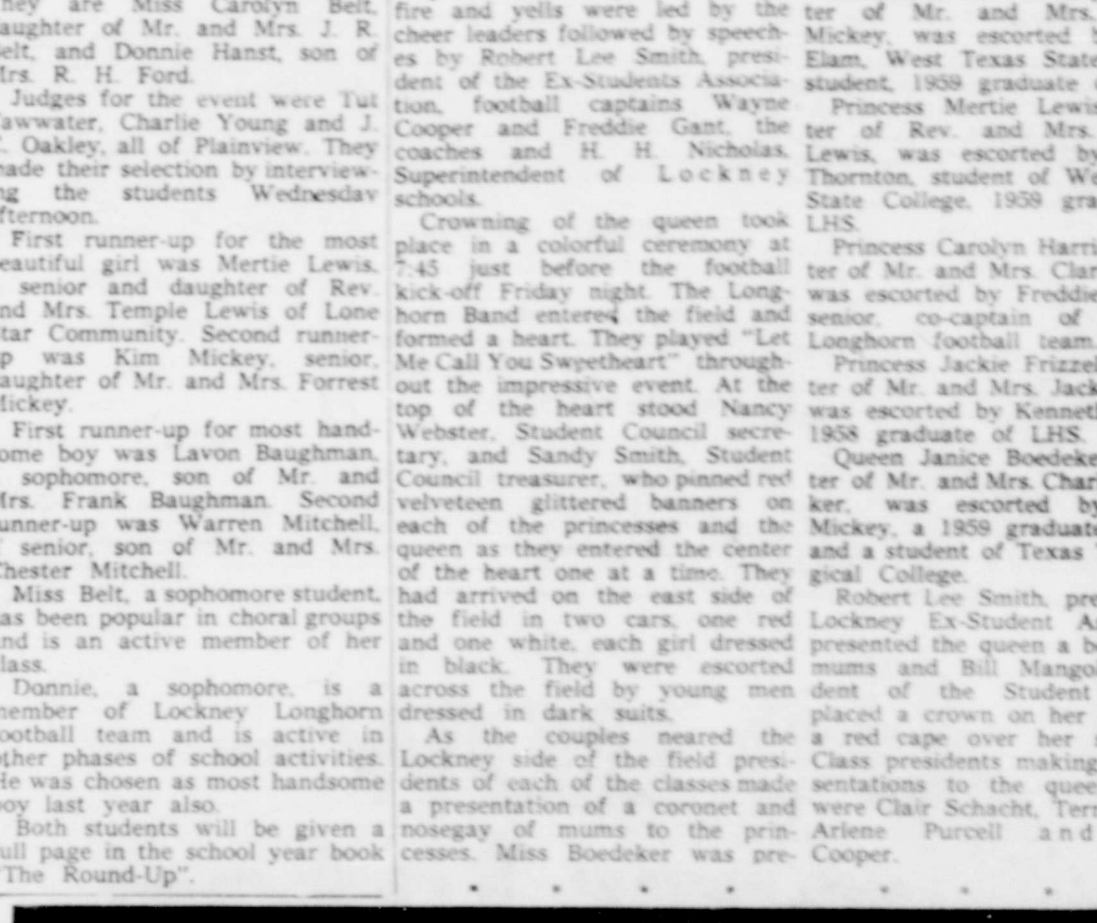 are Miss Carolyn Belt,
aughter of Mr. and Mrs. J. R.
elt, and Donnie Hanst, son of
rs. R. H. Ford.
Judges for the event were Tut
awwater, Charlie Young and J.
. Oakley, all of Plainview. They
ade their selection by interview-
ng the students Wednesday
fternoon.
First runner-up for the most
eautiful girl was Mertie Lewis,
senior and daughter of Rev.
nd Mrs. Temple Lewis of Lone
tar Community. Second runner-
p was Kim Mickey, senior,
aughter of Mr. and Mrs. Forrest
ickey.
First runner-up for most hand-
ome boy was Lavon Baughman,
sophomore, son of Mr. and
rs. Frank Baughman. Second
unner-up was Warren Mitchell,
senior, son of Mr. and Mrs.
hester Mitchell.
Miss Belt, a sophomore student,
as been popular in choral groups
nd is an active member of her
lass.
Donnie, a sophomore, is a
ember of Lockney Longhorn
ootball team and is active in
ther phases of school activities.
He was chosen as most handsome
oy last year also.
Both students will be given a
ull page in the school year book
"The Round-Up".
fire and yells were led by the
cheer leaders followed by speech-
es by Robert Lee Smith, presi-
dent of the Ex-Students Associa-
tion, football captains Wayne
Cooper and Freddie Gant, the
coaches and H. H. Nicholas,
Superintendent of Lockney
schools.
Crowning of the queen took
place in a colorful ceremony at
7:45 just before the football
kick-off Friday night. The Long-
horn Band entered the field and
formed a heart. They played "Let
Me Call You Sweetheart" through-
out the impressive event. At the
top of the heart stood Nancy
Webster, Student Council secre-
tary, and Sandy Smith, Student
Council treasurer, who pinned red
velveteen glittered banners on
each of the princesses and the
queen as they entered the center
of the heart one at a time. They
had arrived on the east side of
the field in two cars, one red
and one white, each girl dressed
in black. They were escorted
across the field by young men
dressed in dark suits.
As the couples neared the
Lockney side of the field presi-
dents of each of the classes made
a presentation of a coronet and
nosegay of mums to the prin-
cesses. Miss Boedeker was pre-
ter of Mr. and Mrs.
Mickey, was escorted b
Elam, West Texas State
student, 1959 graduate
Princess Mertie Lewis
ter of Rev. and Mrs.
Lewis, was escorted by
Thornton, student of We
State College, 1959 gra
LHS.
Princess Carolyn Harri
ter of Mr. and Mrs. Clar
was escorted by Freddie
senior, co-captain of
Longhorn football team.
Princess Jackie Frizzel
ter of Mr. and Mrs. Jack
was escorted by Kenneth
1958 graduate of LHS.
Queen Janice Boedeke
ter of Mr. and Mrs. Char
ker, was escorted by
Mickey, a 1959 graduate
and a student of Texas
gical College.
Robert Lee Smith, pre
Lockney Ex-Student As
presented the queen a b
mums and Bill Mango
dent of the Student
placed a crown on her
a red cape over her
Class presidents making
sentations to the quee
were Clair Schacht, Terr
Arlene Purcell and
Cooper.